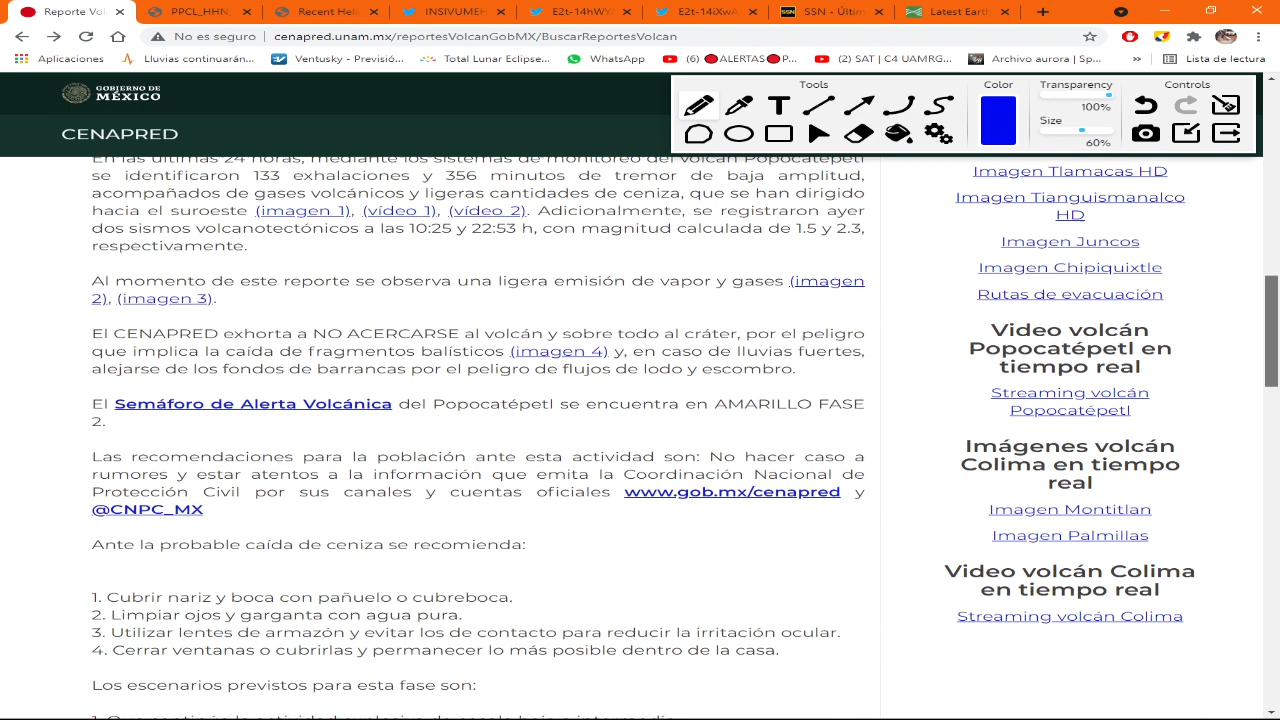 Reporte Vol
PPCL_HHN
Recent Heli
INSIVUMEH
E2t-14hWY
E2t-14iXwA
SSN - Últim
Latest Earth
No es seguro
cenapred.unam.mx/reportesVolcanGobMX/BuscarReportesVolcan
Aplicaciones
Lluvias continuarán...
Ventusky - Previsió...
Total Lunar Eclipse...
WhatsApp
(6) 🔴ALERTAS🔴P...
(2) SAT | C4 UAMRG...
Archivo aurora | Sp...
»
Lista de lectura
GOBIERNO DE
MÉXICO
CENAPRED
Tools
Color
Transparency
100%
Size
60%
Controls
T
En las últimas 24 horas, mediante los sistemas de monitoreo del volcán Popocatépetl
se identificaron 133 exhalaciones y 356 minutos de tremor de baja amplitud,
acompañados de gases volcánicos y ligeras cantidades de ceniza, que se han dirigido
hacia el suroeste (imagen 1), (vídeo 1), (vídeo 2). Adicionalmente, se registraron ayer
dos sismos volcanotectónicos a las 10:25 y 22:53 h, con magnitud calculada de 1.5 y 2.3,
respectivamente.
Al momento de este reporte se observa una ligera emisión de vapor y gases (imagen
2), (imagen 3).
El CENAPRED exhorta a NO ACERCARSE al volcán y sobre todo al cráter, por el peligro
que implica la caída de fragmentos balísticos (imagen 4) y, en caso de lluvias fuertes,
alejarse de los fondos de barrancas por el peligro de flujos de lodo y escombro.
El Semáforo de Alerta Volcánica del Popocatépetl se encuentra en AMARILLO FASE
2.
Las recomendaciones para la población ante esta actividad son: No hacer caso a
rumores y estar atentos a la información que emita la Coordinación Nacional de
Protección Civil por sus canales y cuentas oficiales www.gob.mx/cenapred y
@CNPC_MX
Ante la probable caída de ceniza se recomienda:
1. Cubrir nariz y boca con pañuelo o cubreboca.
2. Limpiar ojos y garganta con agua pura.
3. Utilizar lentes de armazón y evitar los de contacto para reducir la irritación ocular.
4. Cerrar ventanas o cubrirlas y permanecer lo más posible dentro de la casa.
Los escenarios previstos para esta fase son:
Imagen Tlamacas HD
Imagen Tianguismanalco
HD
Imagen Juncos
Imagen Chipiquixtle
Rutas de evacuación
Video volcán
Popocatépetl en
tiempo real
Streaming volcán
Popocatépetl
Imágenes volcán
Colima en tiempo
real
Imagen Montitlan
Imagen Palmillas
Video volcán Colima
en tiempo real
Streaming volcán Colima